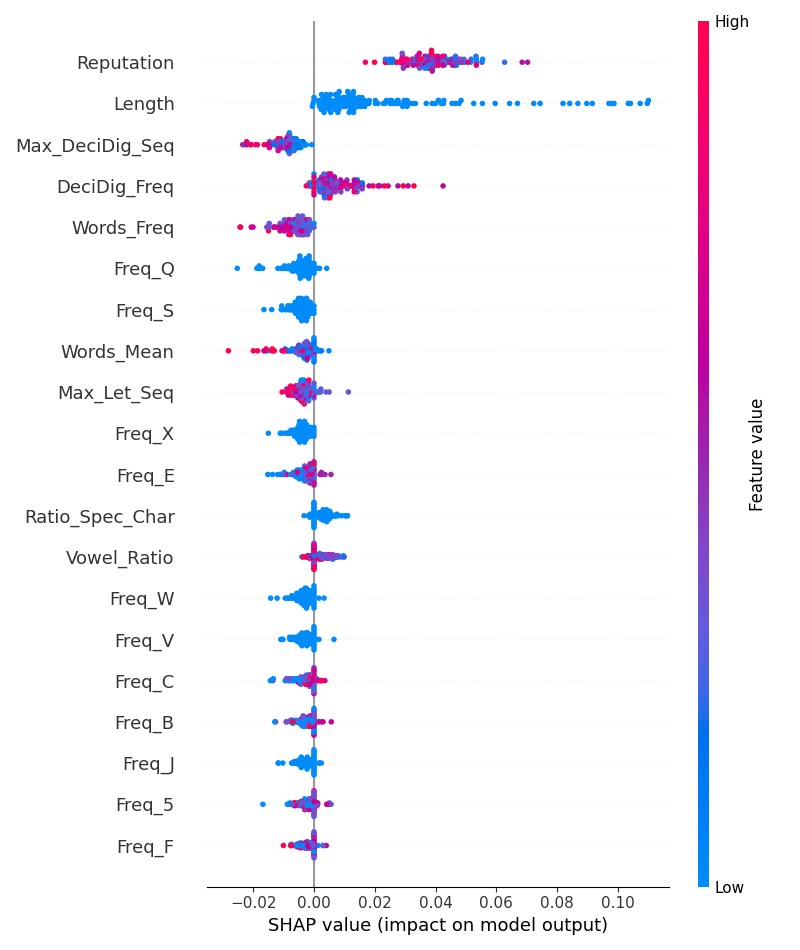 High
Reputation
Length
Max_DeciDig_Seq
DeciDig_Freq
Words_Freq
Freq_Q
Freq_S
Words_Mean
Max_Let_Seq
Freq_X
Freq_E
Ratio_Spec_Char
Vowel_Ratio
Freq_W
Freq_V
Freq_C
Freq_B
Freq_J
Freq_5
Freq_F
Feature value
Low
−0.02 0.00 0.02 0.04 0.06 0.08 0.10
SHAP value (impact on model output)